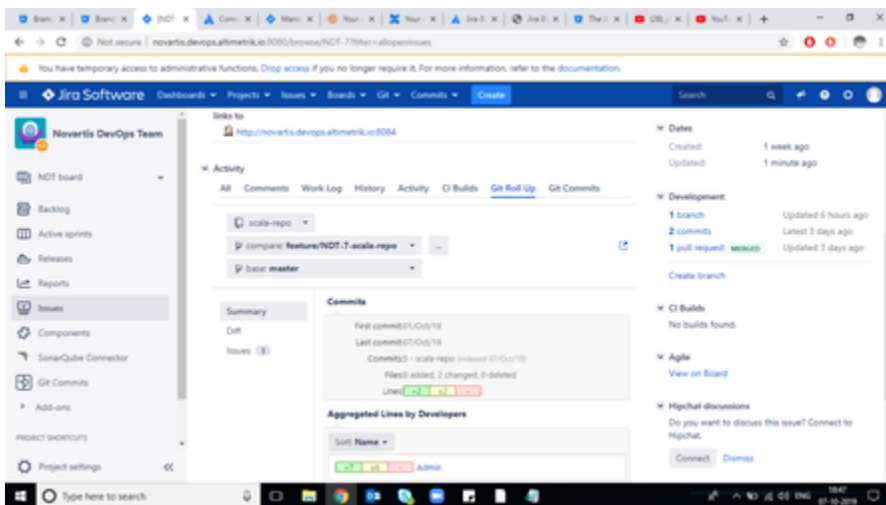 Not secure | novartis.devops.altimetrik.io:8080/browse/NDT-7?filter=allopenissues
You have temporary access to administrative functions. Drop access if you no longer require it. For more information, refer to the documentation.
Jira Software Dashboards Projects Issues Boards Git Commits Create Search
Novartis DevOps Team
NDT board
Backlog
Active sprints
Releases
Reports
Issues
Components
SonarQube Connector
Git Commits
Add-ons
PROJECT SHORTCUTS
Project settings
links to
http://novartis.devops.altimetrik.io:8084
Activity
All Comments Work Log History Activity CI Builds Git Roll Up Git Commits
scala-repo
compare: feature/NDT-7-scala-repo ...
base: master
Summary
Diff
Issues
Commits
First commit:01/Oct/19
Last commit:07/Oct/19
Commits:5 - scala-repo (indexed 07/Oct/19)
Files:0 added, 2 changed, 0 deleted
Lines:
Aggregated Lines by Developers
Sort: Name
Admin
Dates
Created: 1 week ago
Updated: 1 minute ago
Development
1 branch Updated 6 hours ago
2 commits Latest 3 days ago
1 pull request MERGED Updated 3 days ago
Create branch
CI Builds
No builds found.
Agile
View on Board
Hipchat discussions
Do you want to discuss this issue? Connect to
Hipchat.
Connect Dismiss
Type here to search
ENG
18:47
07-10-2019